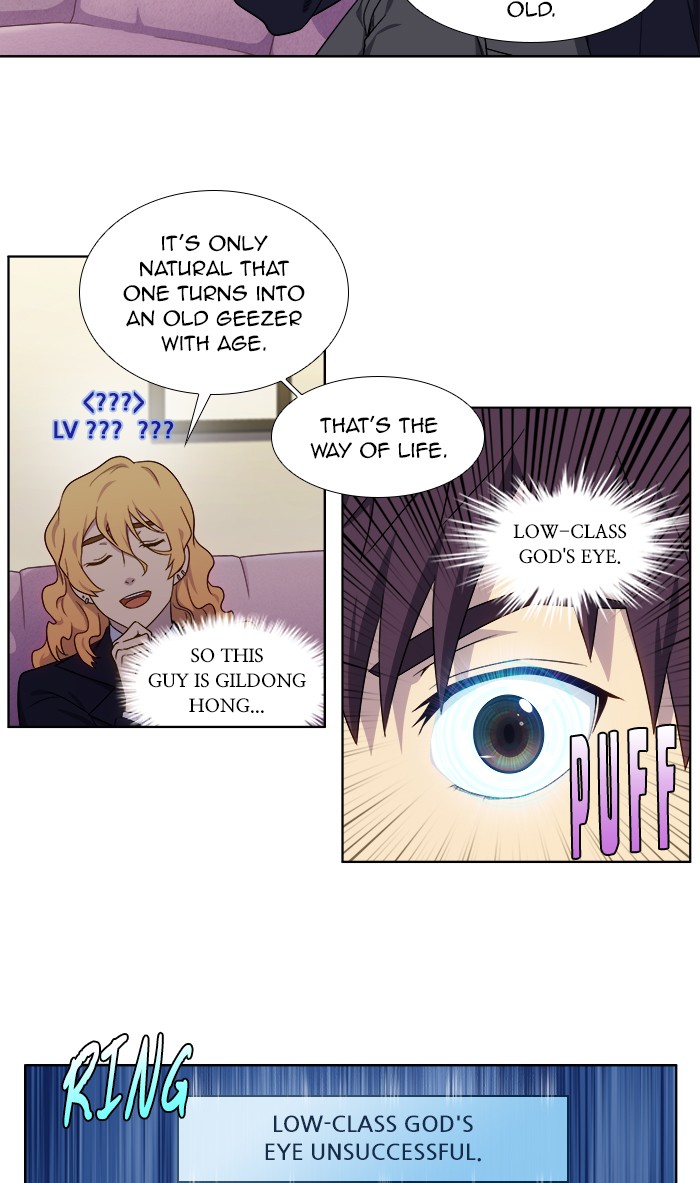 OLD.
IT'S ONLY
NATURAL THAT
ONE TURNS INTO
AN OLD GEEZER
WITH AGE.
THAT'S THE
WAY OF LIFE.
<???>
LV ??? ???
SO THIS
GUY IS GILDONG
HONG...
LOW-CLASS
GOD'S EYE.
PUFF
RING
LOW-CLASS GOD'S
EYE UNSUCCESSFUL.